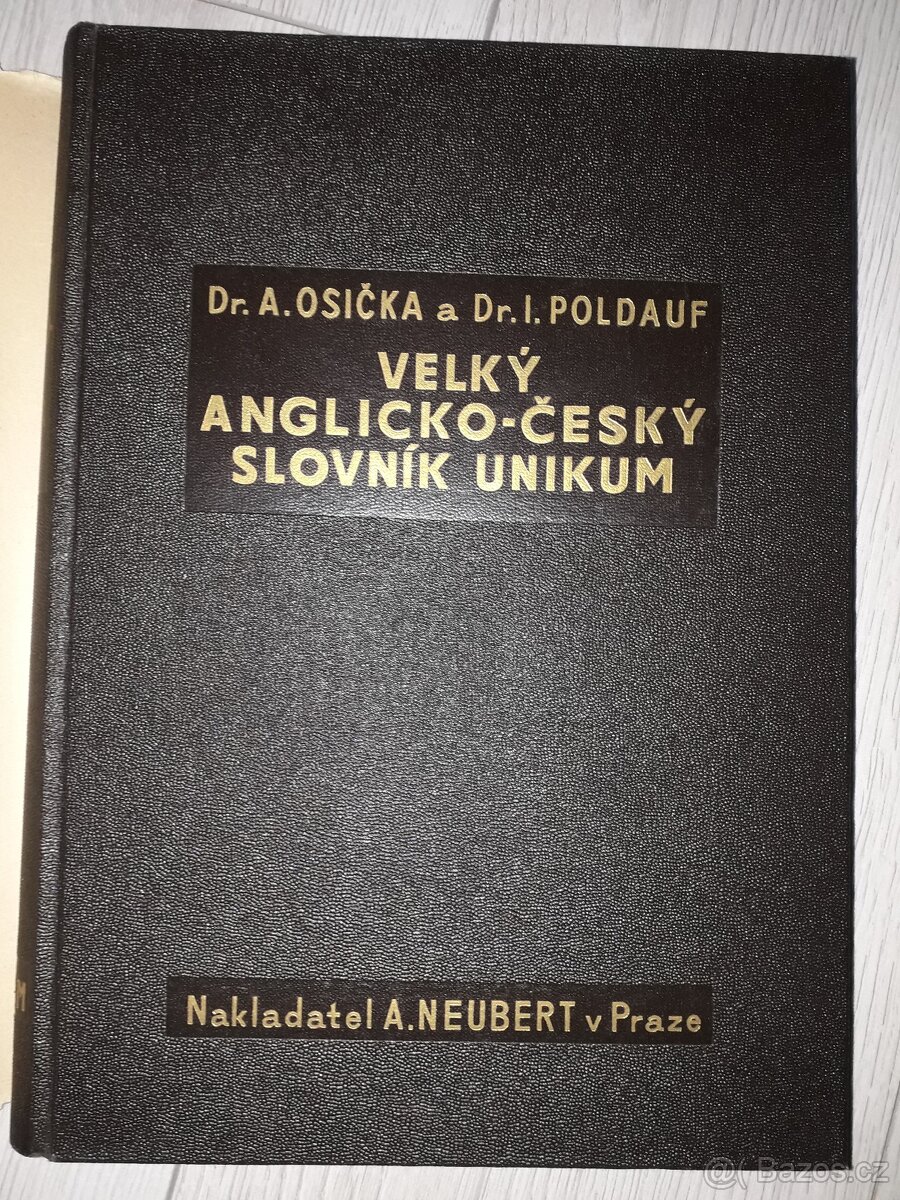 Dr. A. OSIČKA a Dr. I. POLDAUF
VELKÝ
ANGLICKO-ČESKÝ
SLOVNÍK UNIKUM
M
Nakladatel A. NEUBERT v Praze
@( Bazos.cz